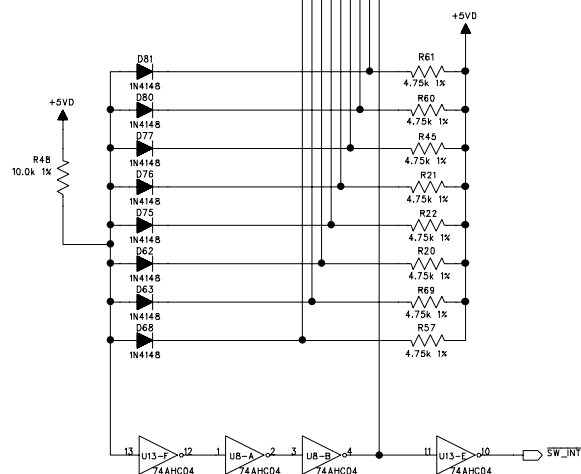 +5VD
D81
1N4148
R61
4.75k 1%
D80
1N4148
R60
4.75k 1%
+5VD
D77
1N4148
R45
4.75k 1%
R48
10.0k 1%
D76
1N4148
R21
4.75k 1%
D75
1N4148
R22
4.75k 1%
D62
1N4148
R20
4.75k 1%
D63
1N4148
R69
4.75k 1%
D68
1N4148
R57
4.75k 1%
13 U13-F 12 1 U8-A 2 3 U8-B 4 11 U13-E 10 SW_INT
74AHC04 74AHC04 74AHC04 74AHC04